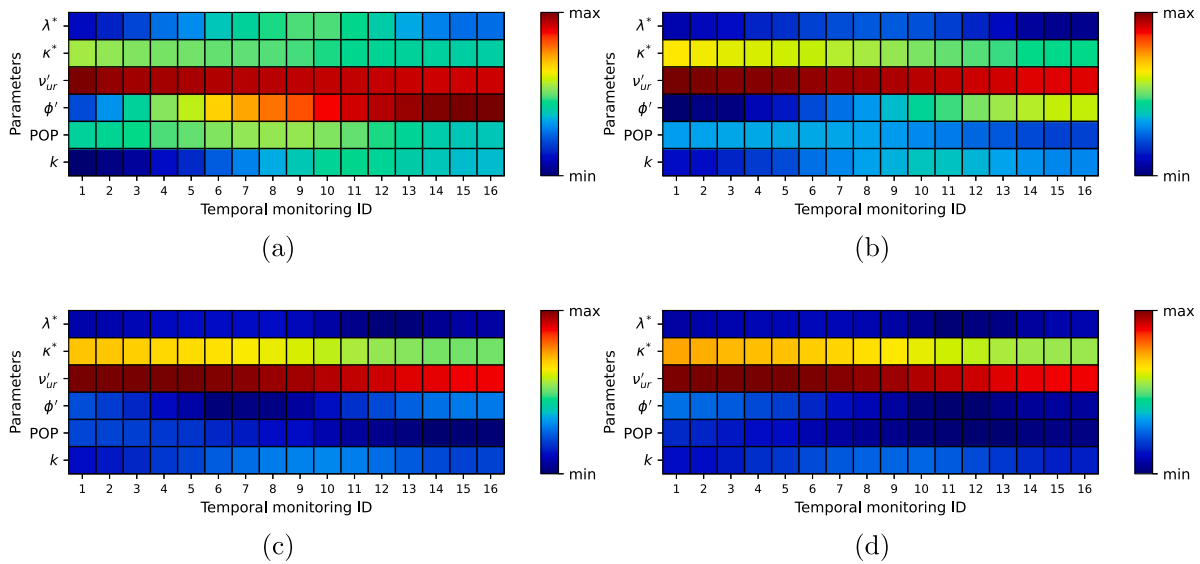 Parameters
λ*
κ*
ν′ur
ϕ′
POP
k
1 2 3 4 5 6 7 8 9 10 11 12 13 14 15 16
Temporal monitoring ID
max
min
(a)
Parameters
λ*
κ*
ν′ur
ϕ′
POP
k
1 2 3 4 5 6 7 8 9 10 11 12 13 14 15 16
Temporal monitoring ID
max
min
(b)
Parameters
λ*
κ*
ν′ur
ϕ′
POP
k
1 2 3 4 5 6 7 8 9 10 11 12 13 14 15 16
Temporal monitoring ID
max
min
(c)
Parameters
λ*
κ*
ν′ur
ϕ′
POP
k
1 2 3 4 5 6 7 8 9 10 11 12 13 14 15 16
Temporal monitoring ID
max
min
(d)